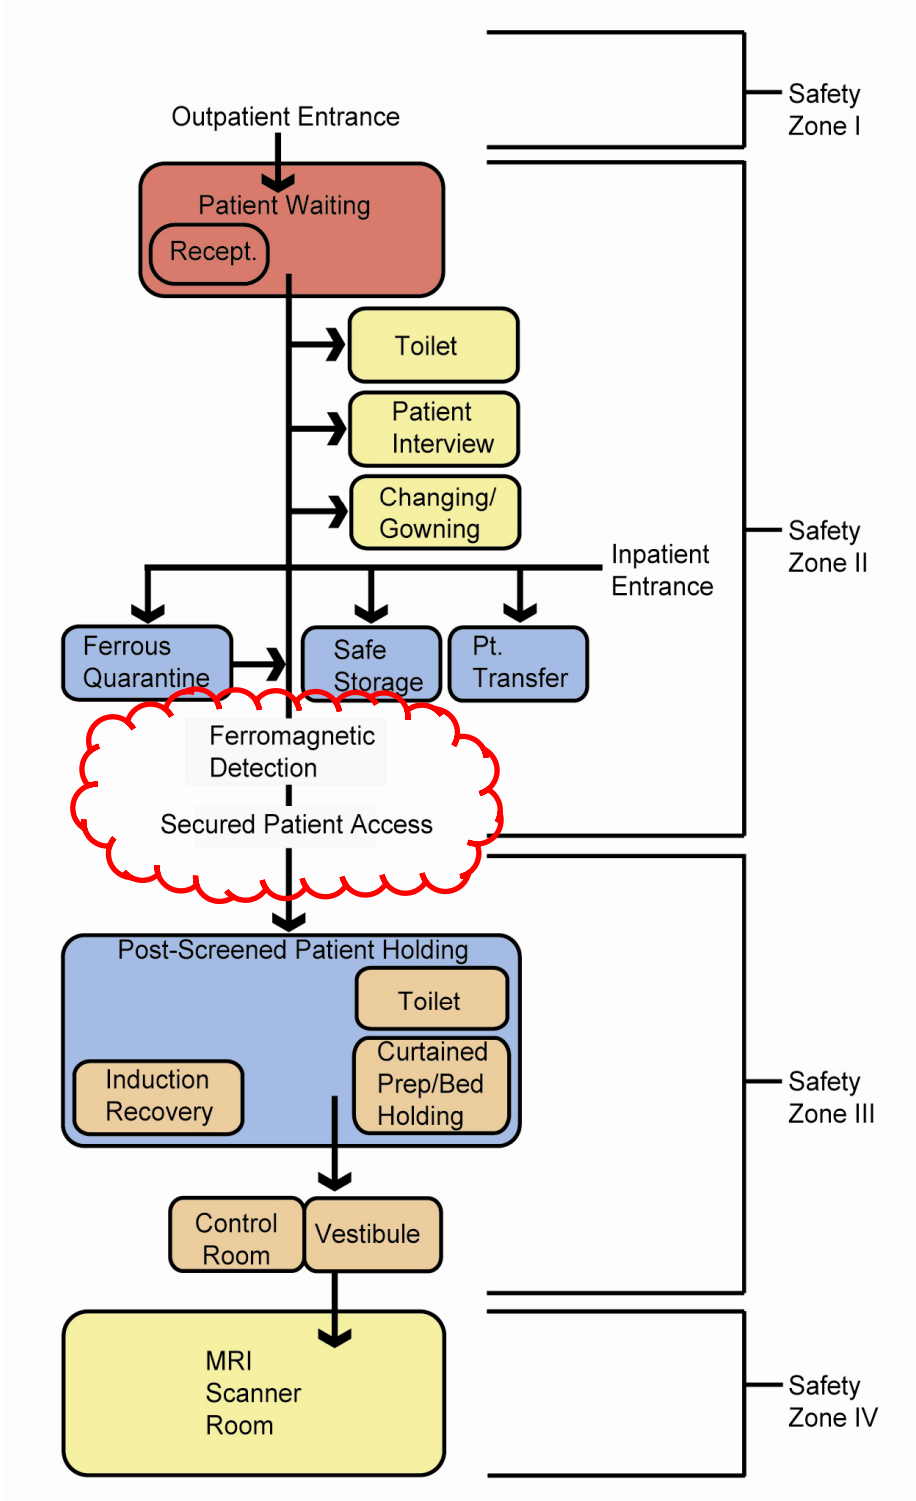 Safety
Zone I
Outpatient Entrance
Patient Waiting
Recept.
Toilet
Patient
Interview
Changing/
Gowning
Safety
Zone II
Inpatient
Entrance
Ferrous
Quarantine
Safe
Storage
Pt.
Transfer
Ferromagnetic
Detection
Secured Patient Access
Post-Screened Patient Holding
Toilet
Curtained
Prep/Bed
Holding
Induction
Recovery
Safety
Zone III
Control
Room
Vestibule
MRI
Scanner
Room
Safety
Zone IV